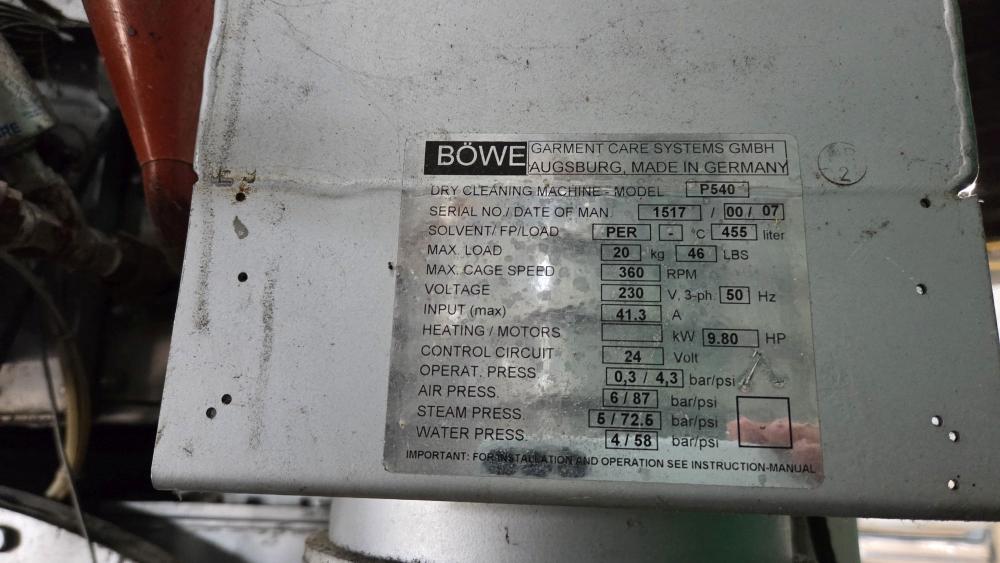 BÖWE GARMENT CARE SYSTEMS GMBH
AUGSBURG, MADE IN GERMANY
DRY CLEANING MACHINE - MODEL P540
SERIAL NO./ DATE OF MAN. 1517 / 00 / 07
SOLVENT/ FP/LOAD PER - °C 455 liter
MAX. LOAD 20 kg 46 LBS
MAX. CAGE SPEED 360 RPM
VOLTAGE 230 V, 3-ph 50 Hz
INPUT (max) 41.3 A
HEATING / MOTORS kW 9.80 HP
CONTROL CIRCUIT 24 Volt
OPERAT. PRESS. 0,3 / 4,3 bar/psi
AIR PRESS. 6 / 87 bar/psi
STEAM PRESS. 5 / 72.5 bar/psi
WATER PRESS. 4 / 58 bar/psi
IMPORTANT: FOR INSTALLATION AND OPERATION SEE INSTRUCTION-MANUAL
2